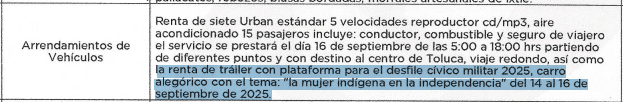 Renta de siete Urban estándar 5 velocidades reproductor cd/mp3, aire
acondicionado 15 pasajeros incluye: conductor, combustible y seguro de viajero
el servicio se prestará el día 16 de septiembre de las 5:00 a 18:00 hrs partiendo
Arrendamientos de
Vehículos
de diferentes puntos y con destino al centro de Toluca, viaje redondo, así como
la renta de tráiler con plataforma para el desfile cívico militar 2025, carro
alegórico con el tema: "la mujer indígena en la independencia" del 14 al 16 de
septiembre de 2025.